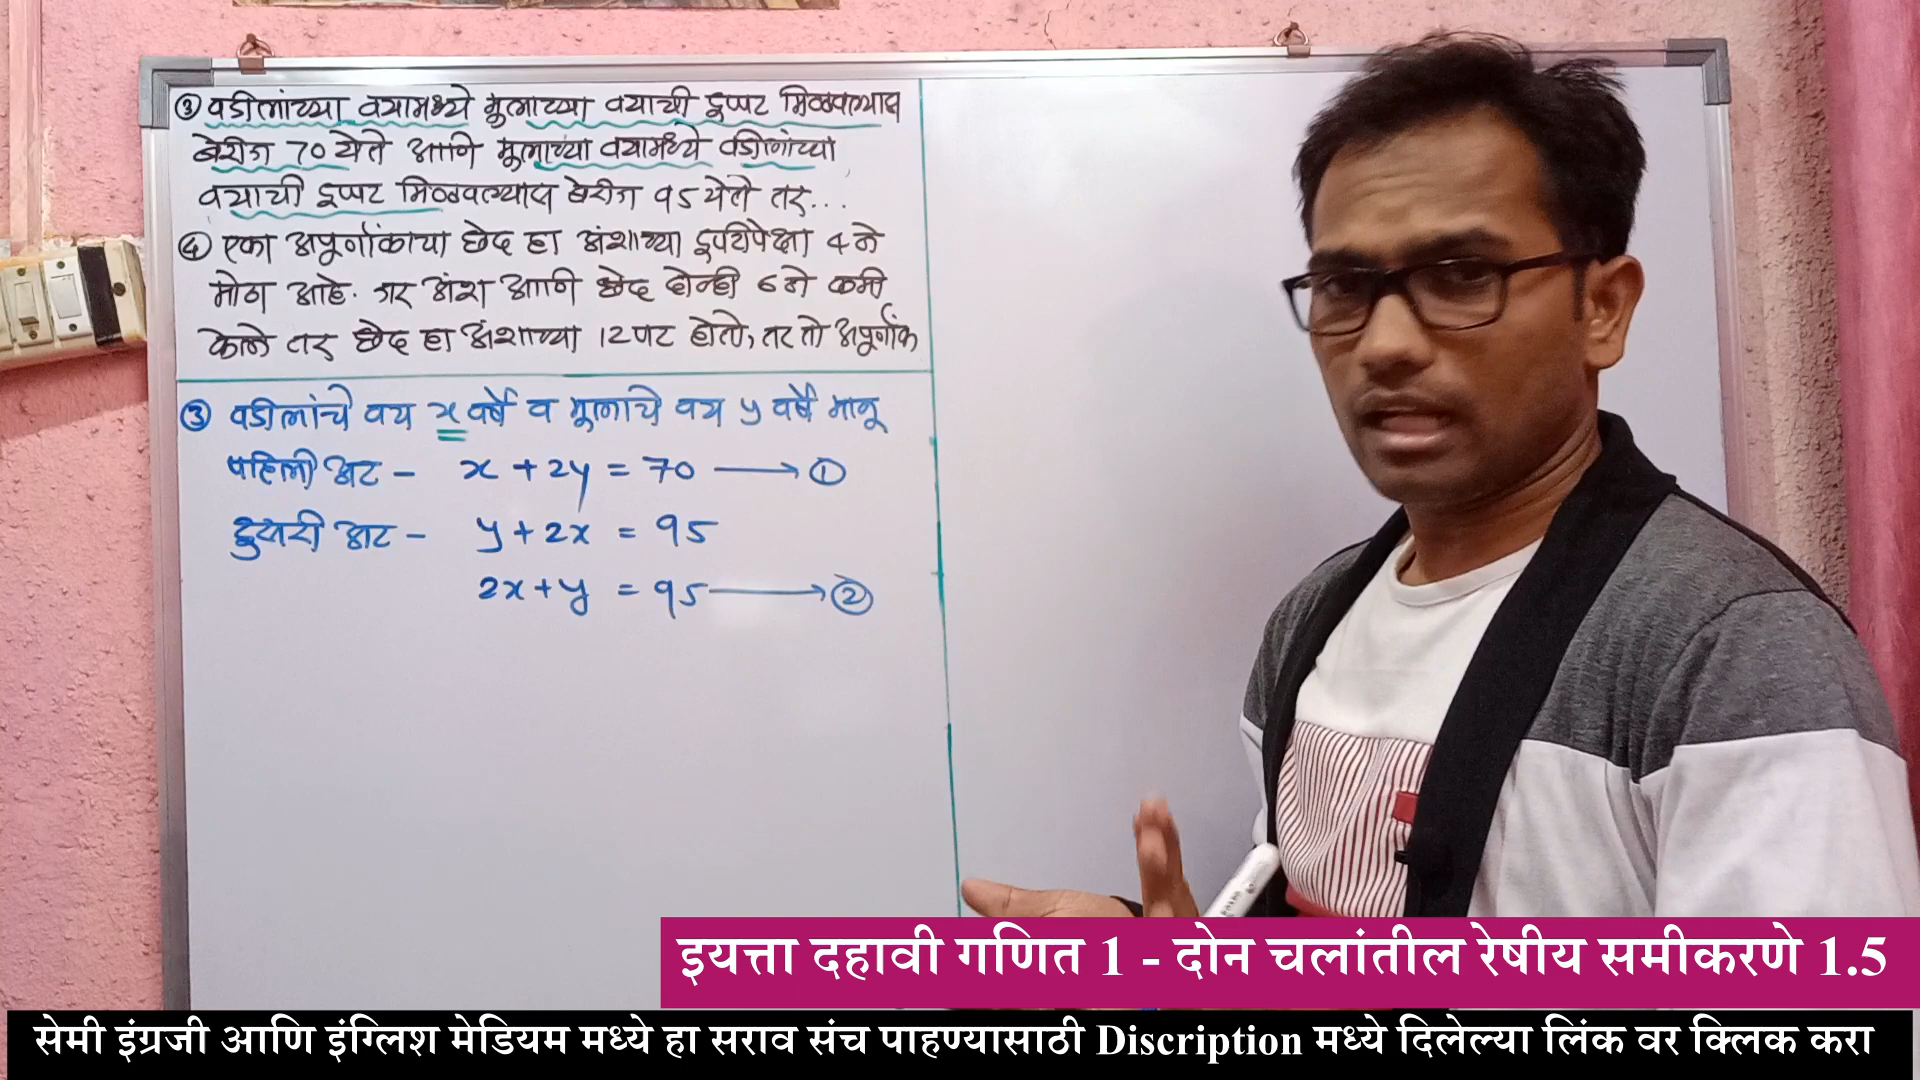 ③ वडीलांच्या वयामध्ये मुलाच्या वयाची दुप्पट मिळवल्यास
बेरीज 70 येते आणि मुलाच्या वयामध्ये वडीलांच्या
वयाची दुप्पट मिळवल्यास बेरीज 95 येते तर...
④ एका अपूर्णांकाचा छेद हा अंशाच्या दुपटीपेक्षा 4 ने
मोठा आहे. जर अंश आणि छेद दोन्ही 6 ने कमी
केले तर छेद हा अंशाच्या 12 पट होतो, तर तो अपूर्णांक
③ वडीलांचे वय x वर्षे व मुलाचे वय y वर्षे मानू
पहिली अट - x + 2y = 70 ⟶ ①
दुसरी अट - y + 2x = 95
2x + y = 95 ⟶ ②
इयत्ता दहावी गणित 1 - दोन चलांतील रेषीय समीकरणे 1.5
सेमी इंग्रजी आणि इंग्लिश मेडियम मध्ये हा सराव संच पाहण्यासाठी Discription मध्ये दिलेल्या लिंक वर क्लिक करा